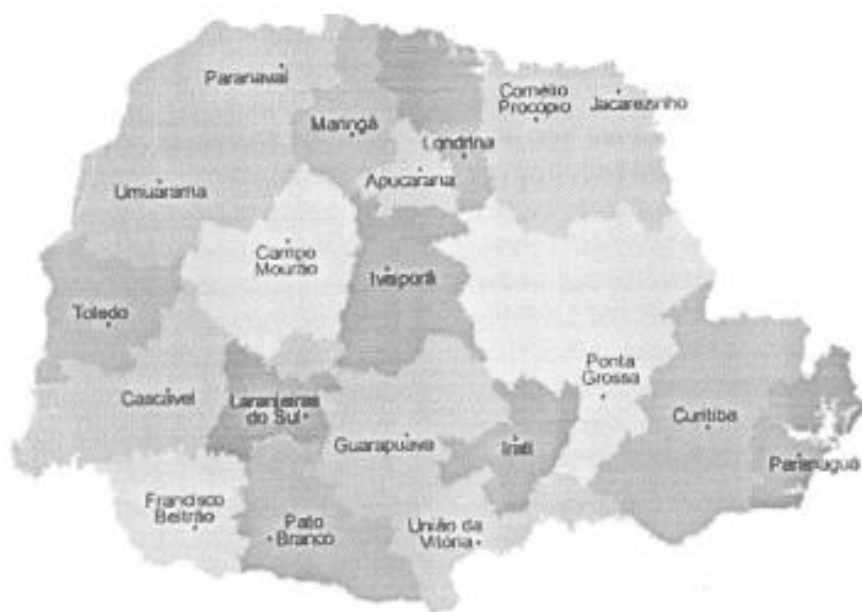 Paranavaí
Cornélio
Procópio
Jacarezinho
Maringá
Londrina
Apucarana
Umuarama
Campo
Mourão
Ivaiporã
Toledo
Ponta
Grossa
Cascavel
Laranjeiras
do Sul
Guarapuava
Irati
Curitiba
Paranaguá
Francisco
Beltrão
Pato
Branco
União da
Vitória